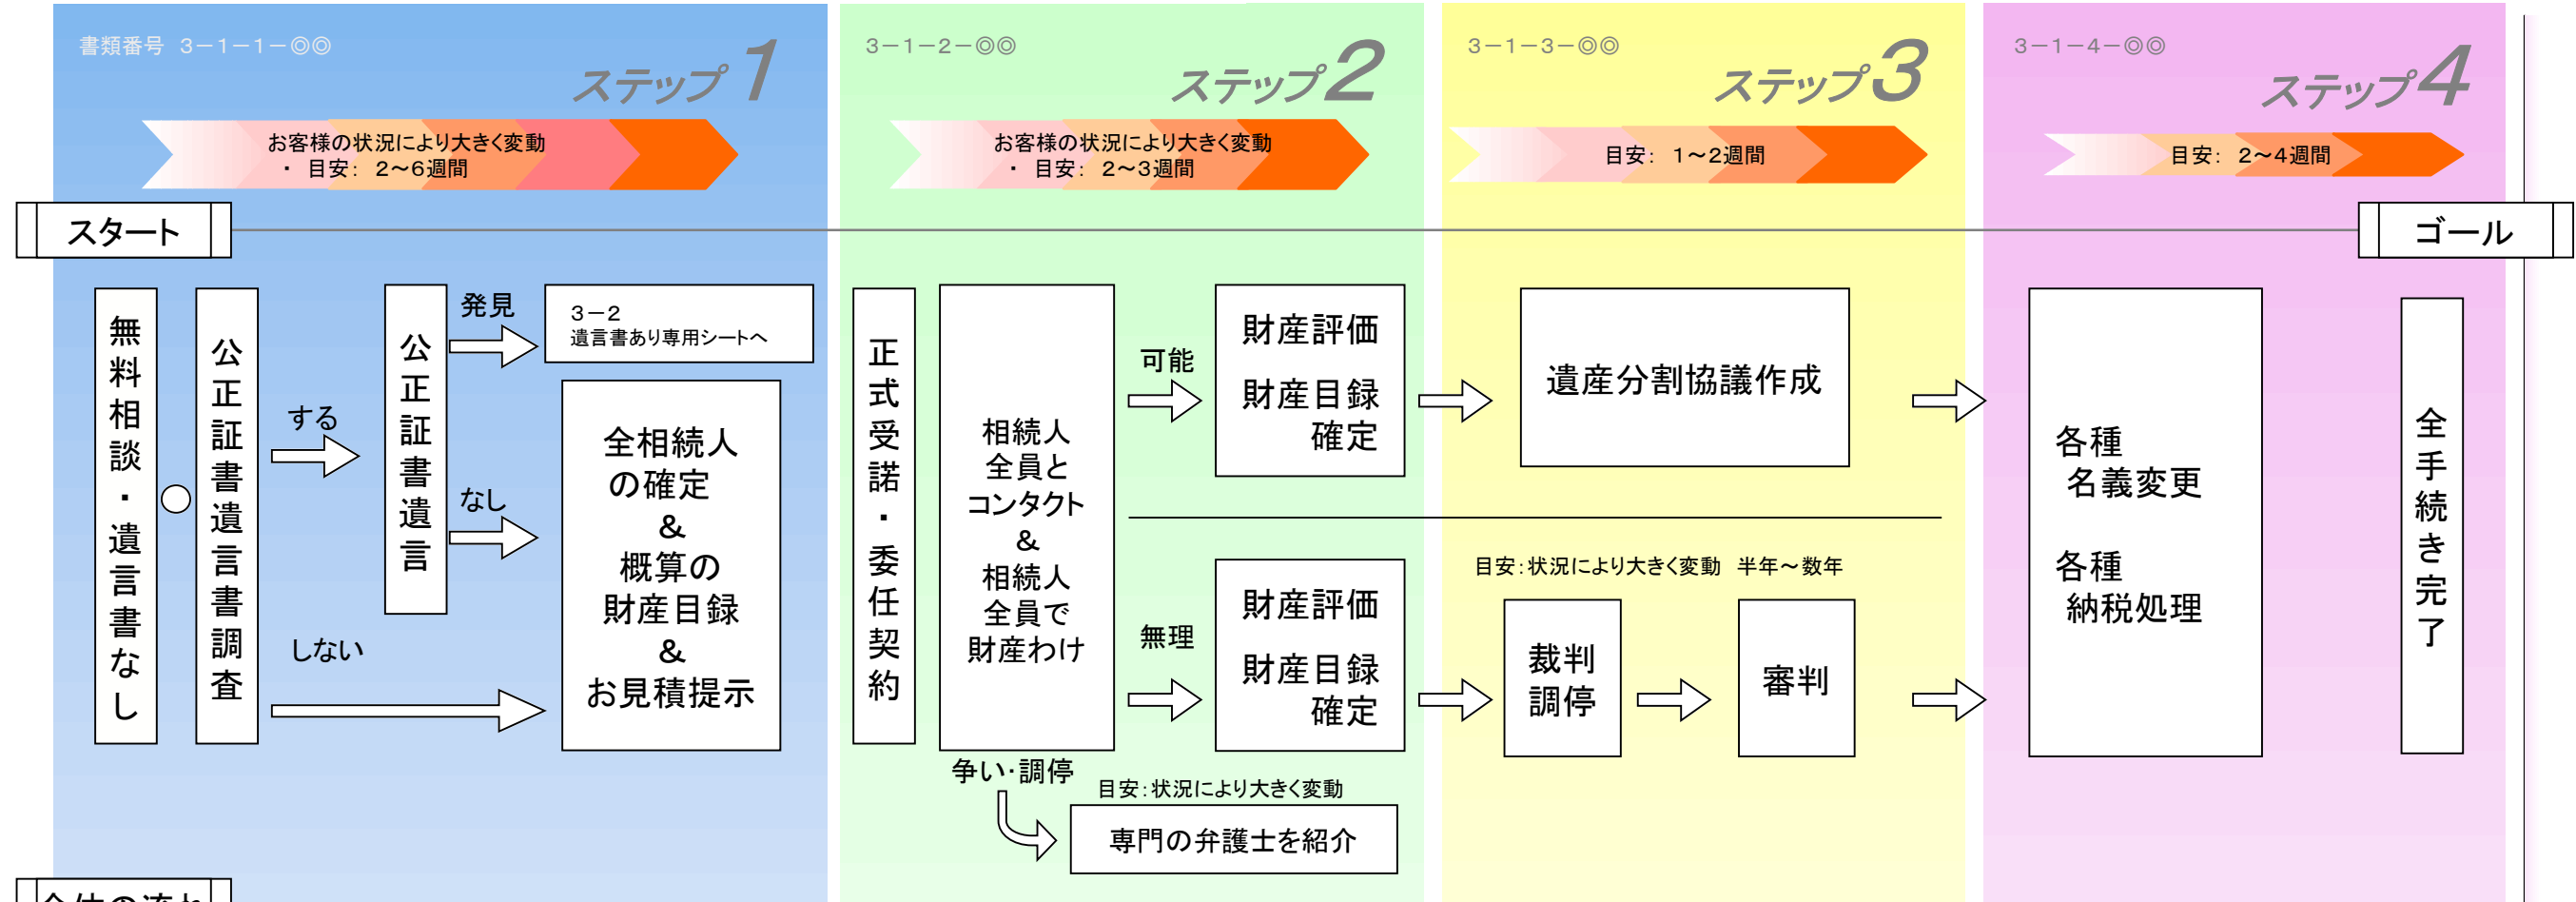 書類番号 3－1－1－◎◎
ステップ1
お客様の状況により大きく変動
・ 目安： 2～6週間
3－1－2－◎◎
ステップ2
お客様の状況により大きく変動
・ 目安： 2～3週間
3－1－3－◎◎
ステップ3
目安： 1～2週間
3－1－4－◎◎
ステップ4
目安： 2～4週間
スタート
ゴール
無料相談・遺言書なし
公正証書遺言書調査
する
しない
公正証書遺言
発見
なし
3－2
遺言書あり専用シートへ
全相続人
の確定
&
概算の
財産目録
&
お見積提示
正式受諾・委任契約
相続人
全員と
コンタクト
&
相続人
全員で
財産わけ
可能
財産評価
財産目録
確定
遺産分割協議作成
無理
財産評価
財産目録
確定
目安：状況により大きく変動 半年～数年
裁判
調停
審判
争い・調停
目安：状況により大きく変動
専門の弁護士を紹介
各種
名義変更
各種
納税処理
全手続き完了
全体の流れ